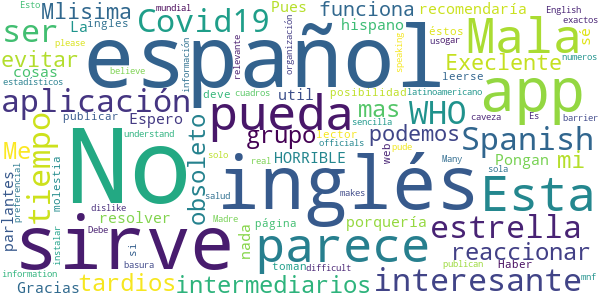 Esto mundial Pues funciona recomendaría English
Mlisima La ingles Covid19 hispano éstos exactos
ser please español organización relevante speaking usogar Mala sé
evitar información Execlente leerse numeros
cosas deve cuadros util posibilidad latinoamericano
estadísticos aplicación pueda mas WHO app barrier
publicar Espero grupo lector podemos sencilla caveza Es
Me tiempo No obsoleto understand officials web Spanish pude Many
parlantes preferencial molestia solo real HORRIBLE inglés Pongan mi sola
dislike resolver salud makes Esta
sirve Madre página porquería estrella
instalar Debe si nada parece toman Haber reaccionar
information basura difficult publican
Gracias tardios believe intermediarios interesante mnf